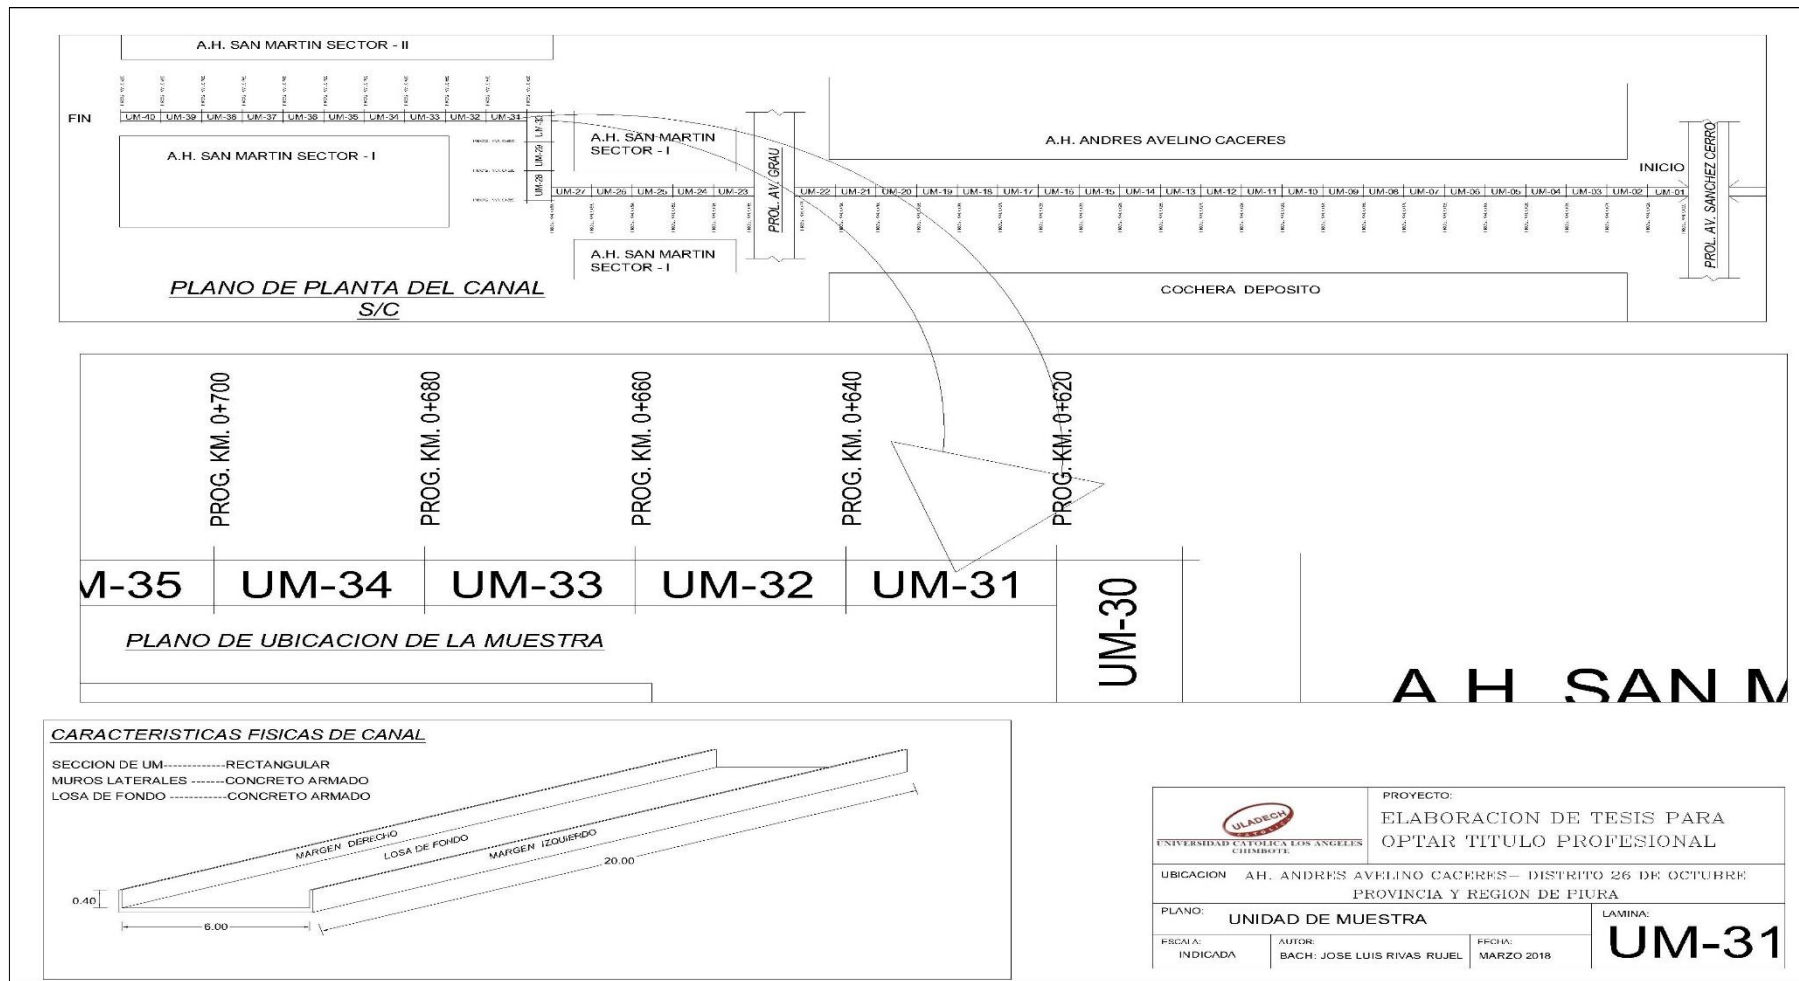 A.H. SAN MARTIN SECTOR - II
FIN
UM-40 UM-39 UM-38 UM-37 UM-36 UM-35 UM-34 UM-33 UM-32 UM-31
UM-30
UM-29
UM-28
A.H. SAN MARTIN SECTOR - I
A.H. SAN MARTIN
SECTOR - I
UM-27 UM-26 UM-25 UM-24 UM-23
PROL. AV. GRAU
A.H. SAN MARTIN
SECTOR - I
A.H. ANDRES AVELINO CACERES
INICIO
UM-22 UM-21 UM-20 UM-19 UM-18 UM-17 UM-16 UM-15 UM-14 UM-13 UM-12 UM-11 UM-10 UM-09 UM-08 UM-07 UM-06 UM-05 UM-04 UM-03 UM-02 UM-01
PROL. AV. SANCHEZ CERRO
COCHERA DEPOSITO
PLANO DE PLANTA DEL CANAL
S/C
PROG. KM. 0+700
PROG. KM. 0+680
PROG. KM. 0+660
PROG. KM. 0+640
PROG. KM. 0+620
M-35 UM-34 UM-33 UM-32 UM-31
UM-30
PLANO DE UBICACION DE LA MUESTRA
A H SAN M
CARACTERISTICAS FISICAS DE CANAL
SECCION DE UM-----------RECTANGULAR
MUROS LATERALES ------CONCRETO ARMADO
LOSA DE FONDO ----------CONCRETO ARMADO
MARGEN DERECHO
LOSA DE FONDO
MARGEN IZQUIERDO
20.00
0.40
6.00
ULADECH
CATOLICA
UNIVERSIDAD CATOLICA LOS ANGELES
CHIMBOTE
PROYECTO:
ELABORACION DE TESIS PARA
OPTAR TITULO PROFESIONAL
UBICACION AH. ANDRES AVELINO CACERES- DISTRITO 26 DE OCTUBRE
PROVINCIA Y REGION DE PIURA
PLANO:
UNIDAD DE MUESTRA
LAMINA:
UM-31
ESCALA:
INDICADA
AUTOR:
BACH: JOSE LUIS RIVAS RUJEL
FECHA:
MARZO 2018